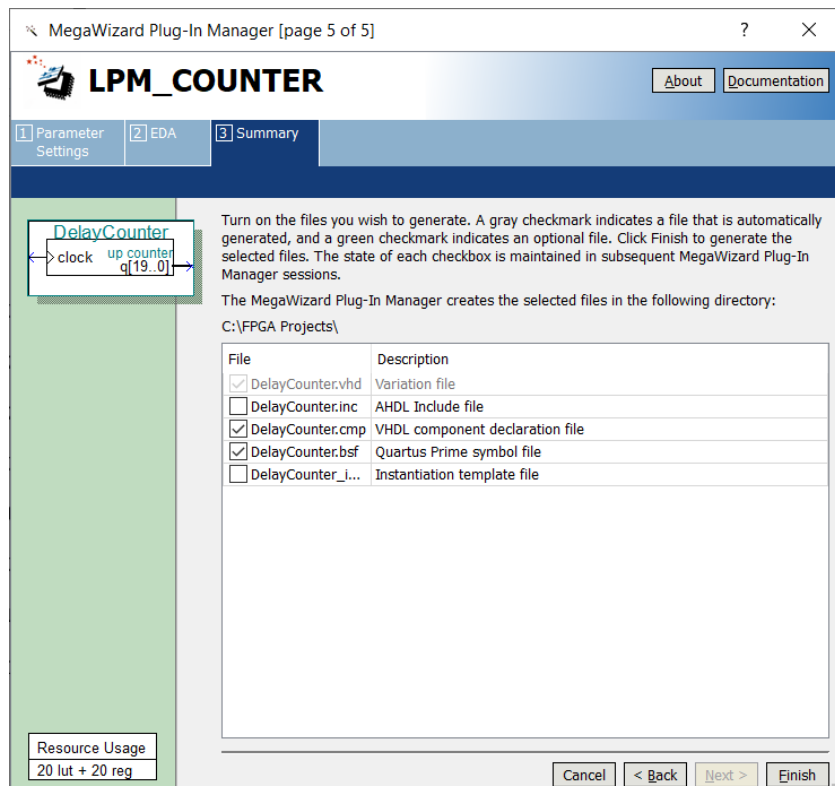 MegaWizard Plug-In Manager [page 5 of 5]
?
LPM_COUNTER
About
Documentation
1 Parameter Settings
2 EDA
3 Summary
DelayCounter
clock
up counter
q[19..0]
Turn on the files you wish to generate. A gray checkmark indicates a file that is automatically
generated, and a green checkmark indicates an optional file. Click Finish to generate the
selected files. The state of each checkbox is maintained in subsequent MegaWizard Plug-In
Manager sessions.
The MegaWizard Plug-In Manager creates the selected files in the following directory:
C:\FPGA Projects\
File Description
DelayCounter.vhd Variation file
DelayCounter.inc AHDL Include file
DelayCounter.cmp VHDL component declaration file
DelayCounter.bsf Quartus Prime symbol file
DelayCounter_i... Instantiation template file
Resource Usage
20 lut + 20 reg
Cancel
< Back
Next >
Finish